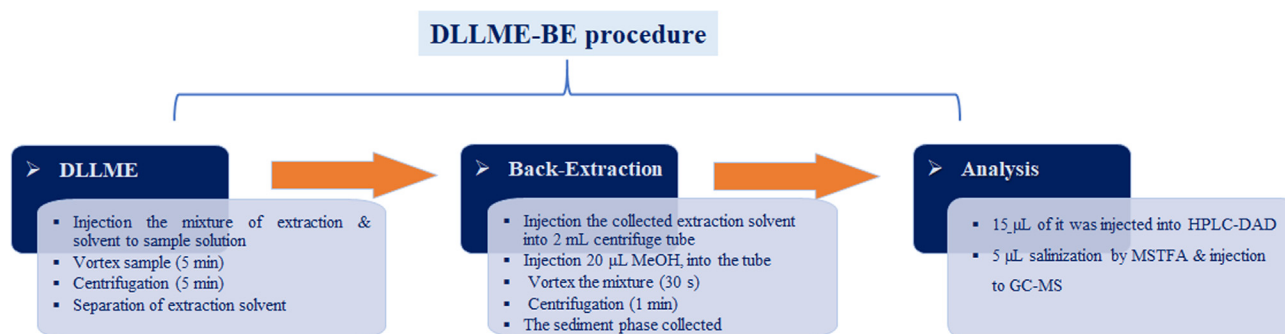 DLLME-BE procedure
➢ DLLME
▪ Injection the mixture of extraction &
solvent to sample solution
▪ Vortex sample (5 min)
▪ Centrifugation (5 min)
▪ Separation of extraction solvent
➢ Back-Extraction
▪ Injection the collected extraction solvent
into 2 mL centrifuge tube
▪ Injection 20 µL MeOH, into the tube
▪ Vortex the mixture (30 s)
▪ Centrifugation (1 min)
▪ The sediment phase collected
➢ Analysis
▪ 15 µL of it was injected into HPLC-DAD
▪ 5 µL salinization by MSTFA & injection
to GC-MS